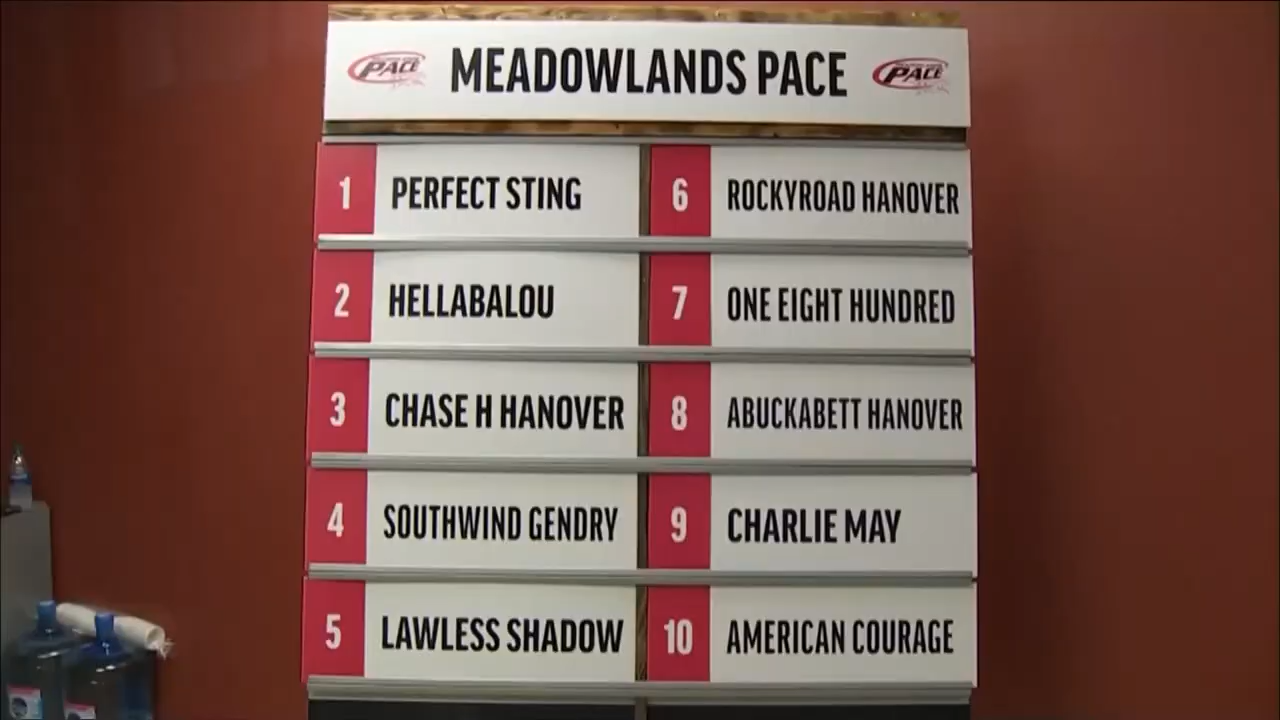 PACE
MEADOWLANDS PACE
PACE
1 PERFECT STING
2 HELLABALOU
3 CHASE H HANOVER
4 SOUTHWIND GENDRY
5 LAWLESS SHADOW
6 ROCKYROAD HANOVER
7 ONE EIGHT HUNDRED
8 ABUCKABETT HANOVER
9 CHARLIE MAY
10 AMERICAN COURAGE